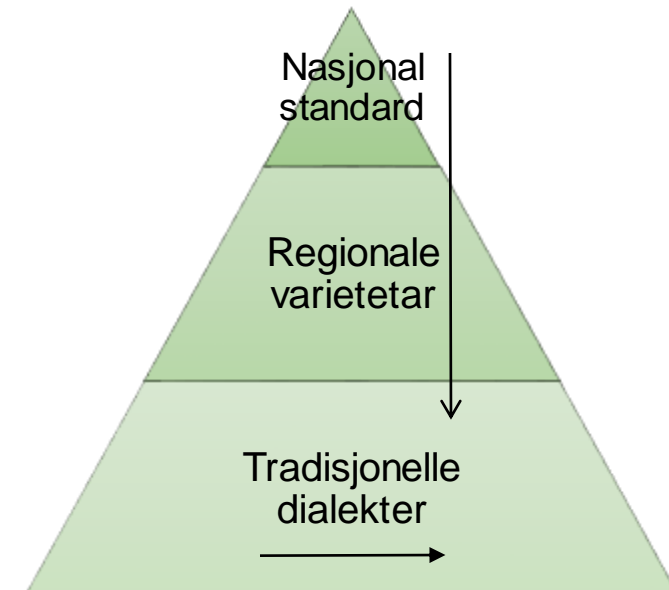 Nasjonal
standard
Regionale
varietetar
Tradisjonelle
dialekter